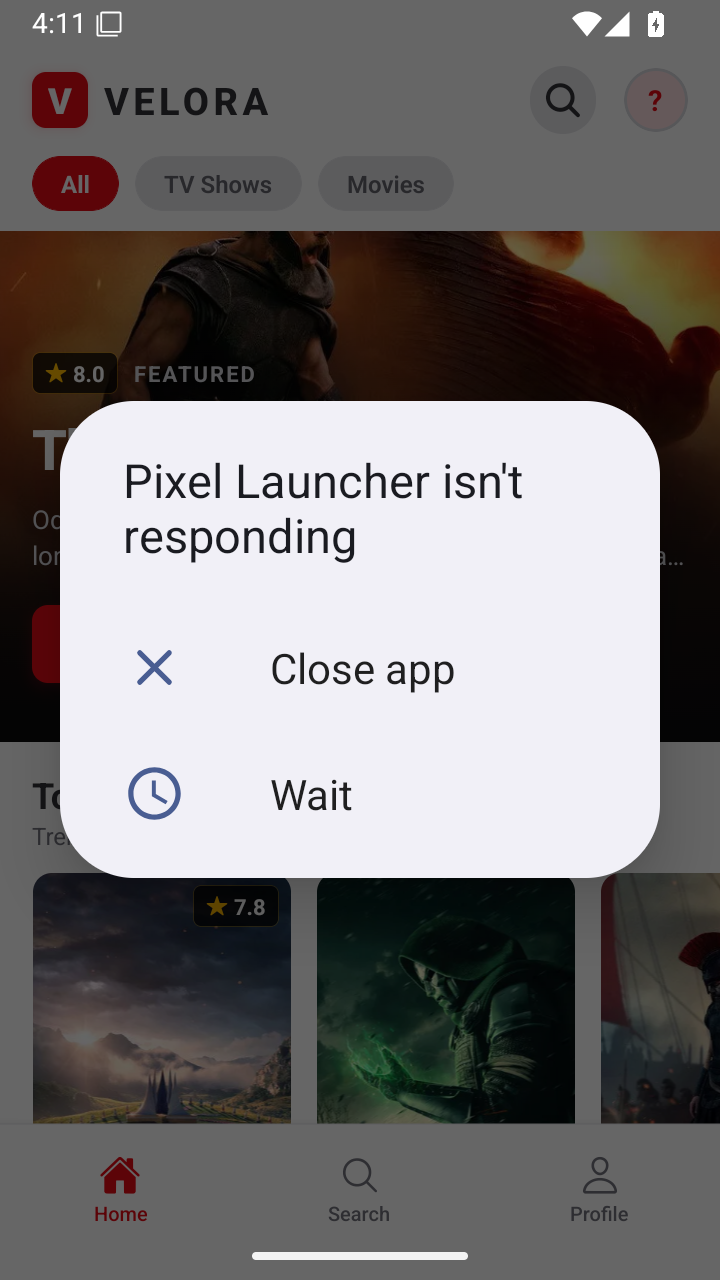 4:11
V VELORA
?
All TV Shows Movies
8.0 FEATURED
Pixel Launcher isn't
responding
Close app
Wait
7.8
Home Search Profile